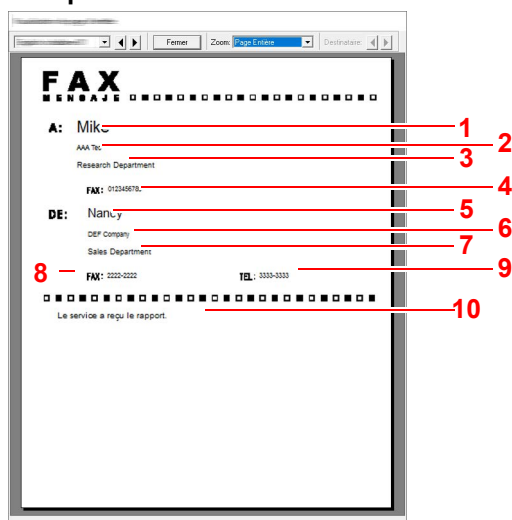 Fermer Zoom: Page Entière Destinataire:
FAX
MENSAJE
A: Mike 1
AAA Tec 2
Research Department 3
FAX: 012345678 4
DE: Nancy 5
DEF Company 6
Sales Department 7
8 FAX: 2222-2222 TEL: 3333-3333 9
10
Le service a reçu le rapport.